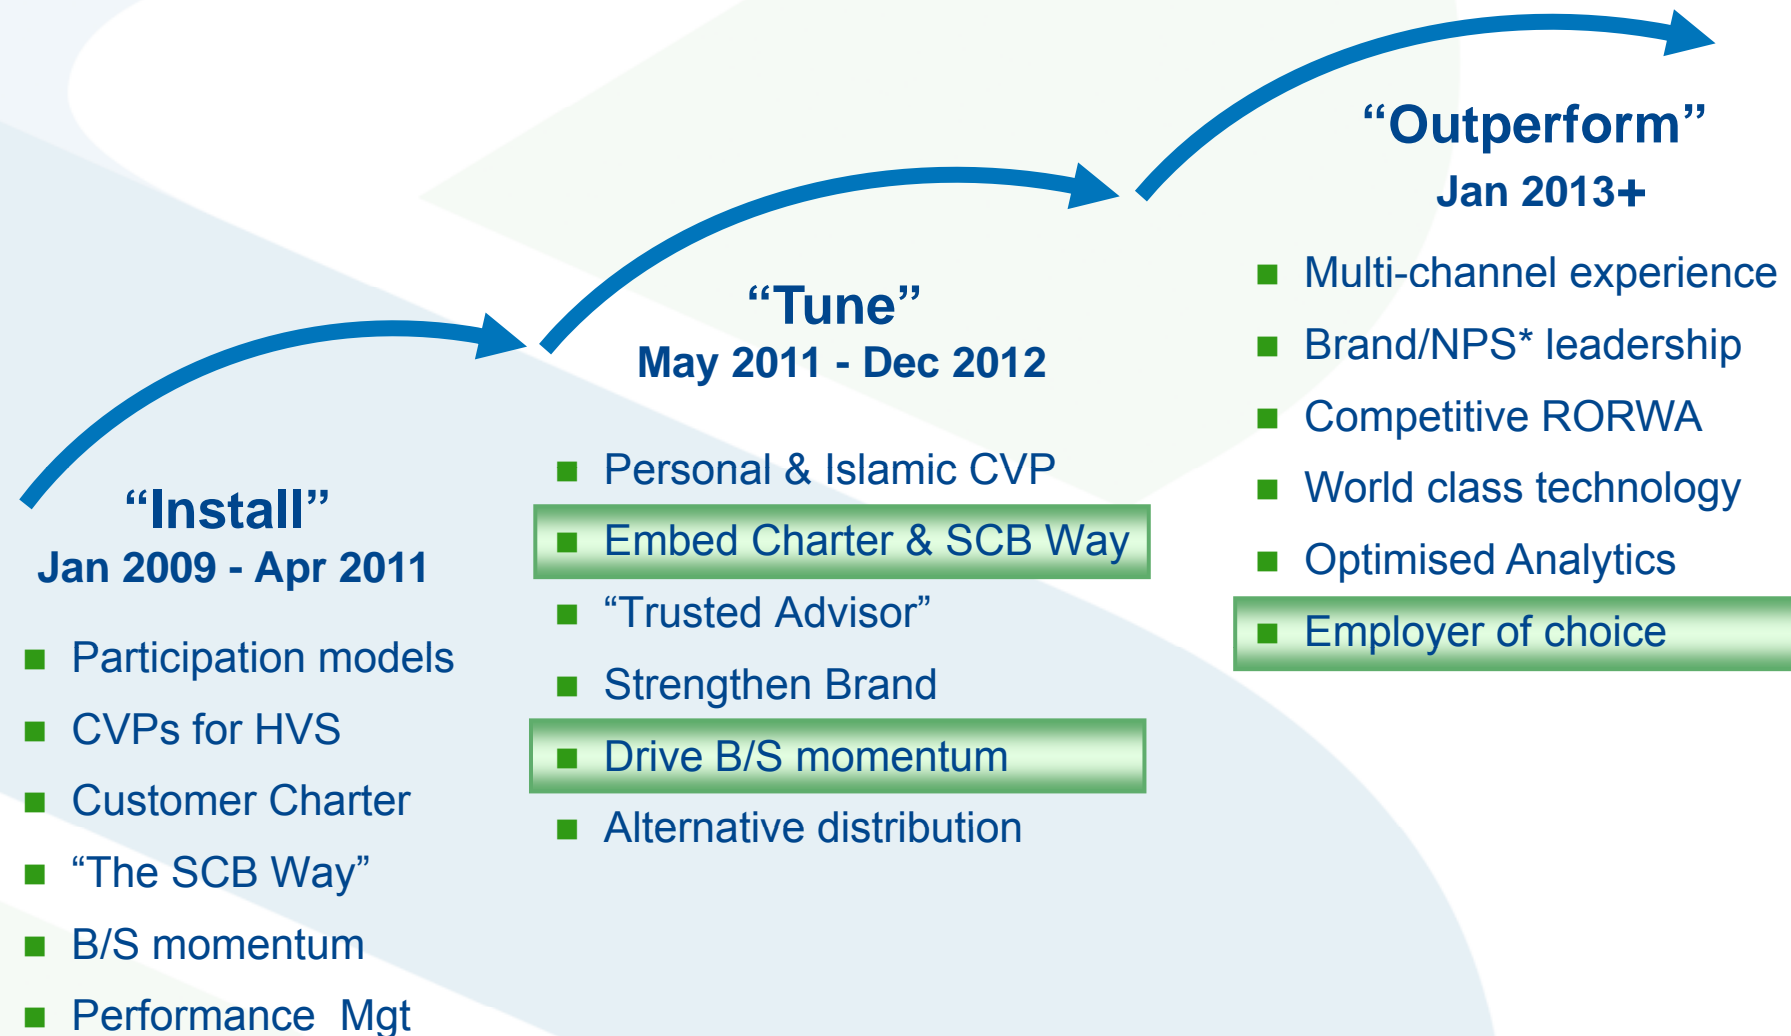 “Install”
Jan 2009 - Apr 2011
Participation models
CVPs for HVS
Customer Charter
“The SCB Way”
B/S momentum
Performance  Mgt
“Tune”
May 2011 - Dec 2012
Personal & Islamic CVP
Embed Charter & SCB Way
“Trusted Advisor”
Strengthen Brand
Drive B/S momentum
Alternative distribution
“Outperform”
Jan 2013+
Multi-channel experience
Brand/NPS* leadership
Competitive RORWA
World class technology
Optimised Analytics
Employer of choice